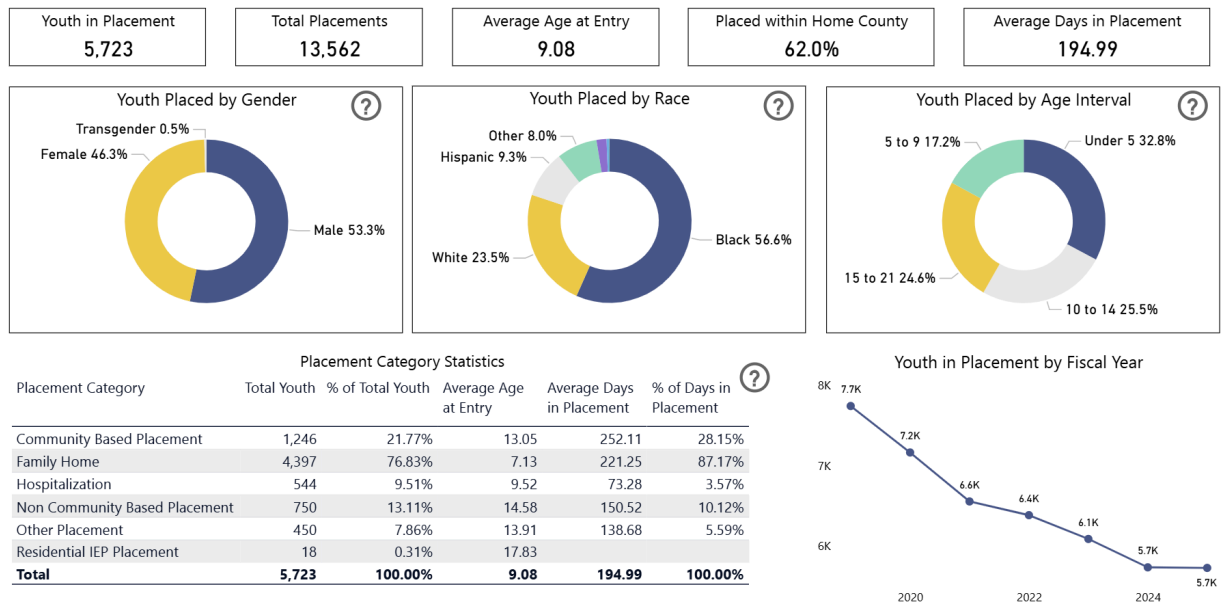 Youth in Placement
5,723
Total Placements
13,562
Average Age at Entry
9.08
Placed within Home County
62.0%
Average Days in Placement
194.99
Youth Placed by Gender
?
Transgender 0.5%
Female 46.3%
Male 53.3%
Youth Placed by Race
?
Other 8.0%
Hispanic 9.3%
White 23.5%
Black 56.6%
Youth Placed by Age Interval
?
5 to 9 17.2%
Under 5 32.8%
15 to 21 24.6%
10 to 14 25.5%
Placement Category Statistics
?
Placement Category Total Youth % of Total Youth Average Age at Entry Average Days in Placement % of Days in Placement
Community Based Placement 1,246 21.77% 13.05 252.11 28.15%
Family Home 4,397 76.83% 7.13 221.25 87.17%
Hospitalization 544 9.51% 9.52 73.28 3.57%
Non Community Based Placement 750 13.11% 14.58 150.52 10.12%
Other Placement 450 7.86% 13.91 138.68 5.59%
Residential IEP Placement 18 0.31% 17.83
Total 5,723 100.00% 9.08 194.99 100.00%
Youth in Placement by Fiscal Year
8K
7K
6K
7.7K
7.2K
6.6K
6.4K
6.1K
5.7K
5.7K
2020 2022 2024